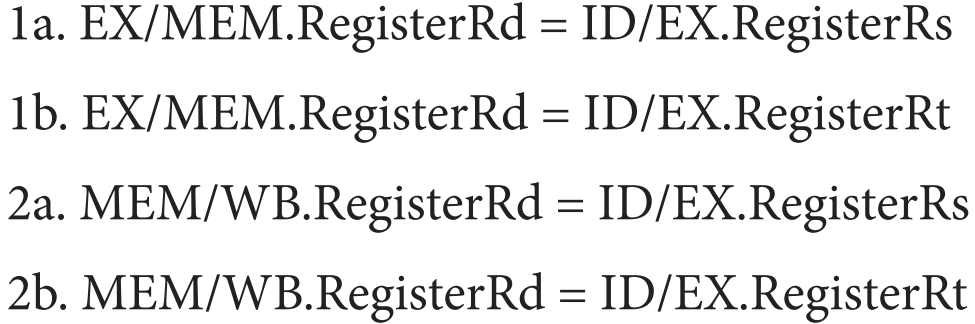 1a. EX/MEM.RegisterRd = ID/EX.RegisterRs
1b. EX/MEM.RegisterRd = ID/EX.RegisterRt
2a. MEM/WB.RegisterRd = ID/EX.RegisterRs
2b. MEM/WB.RegisterRd = ID/EX.RegisterRt